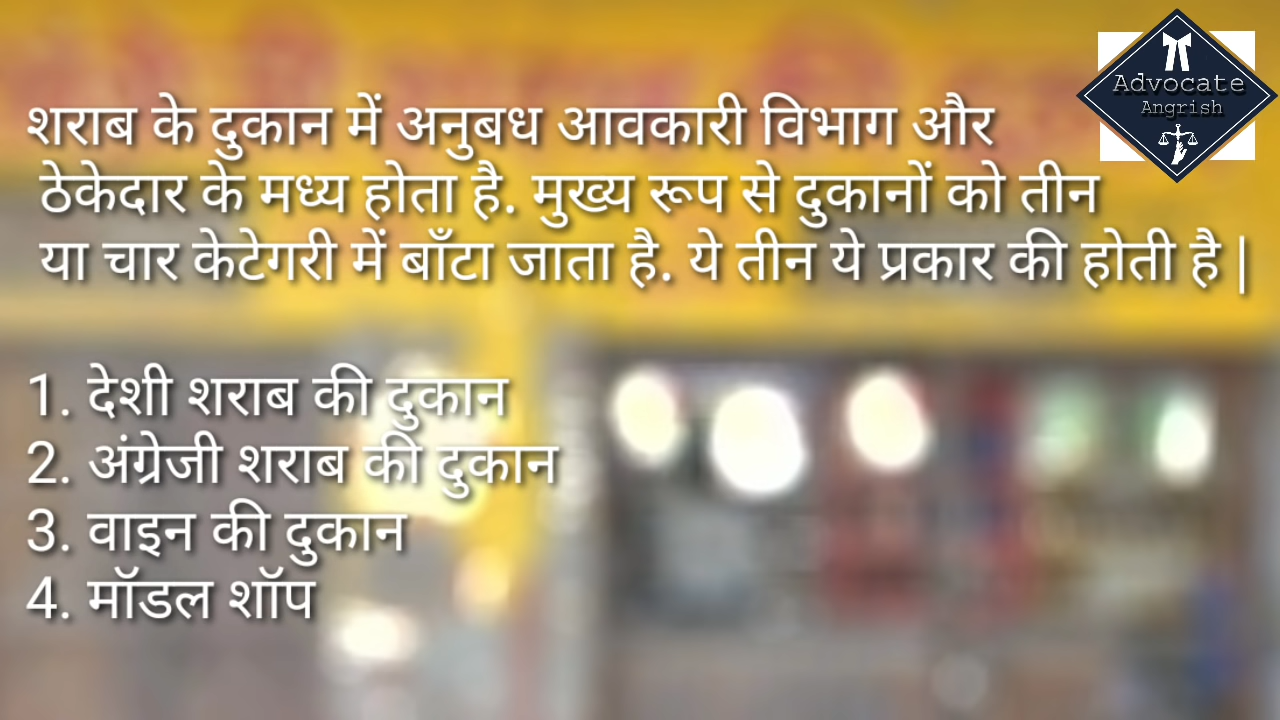 शराब के दुकान में अनुबध आवकारी विभाग और
ठेकेदार के मध्य होता है. मुख्य रूप से दुकानों को तीन
या चार केटेगरी में बाँटा जाता है. ये तीन ये प्रकार की होती है |
1. देशी शराब की दुकान
2. अंग्रेजी शराब की दुकान
3. वाइन की दुकान
4. मॉडल शॉप
Advocate
Angrish